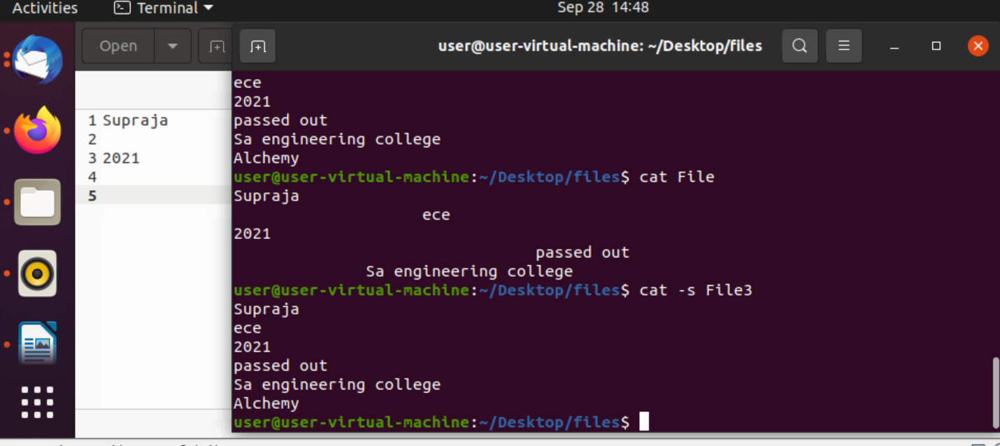 Activities Terminal Sep 28 14:48
Open user@user-virtual-machine: ~/Desktop/files
1 Supraja
2
3 2021
4
5
ece
2021
passed out
Sa engineering college
Alchemy
user@user-virtual-machine:~/Desktop/files$ cat File
Supraja
ece
2021
passed out
Sa engineering college
user@user-virtual-machine:~/Desktop/files$ cat -s File3
Supraja
ece
2021
passed out
Sa engineering college
Alchemy
user@user-virtual-machine:~/Desktop/files$